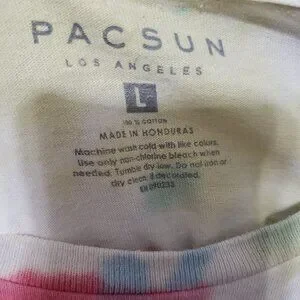 PACSUN
LOS ANGELES
L
100 % COTTON
MADE IN HONDURAS
Machine wash cold with like colors.
Use only non-chlorine bleach when
needed. Tumble dry low. Do not iron or
dry clean if decorated.